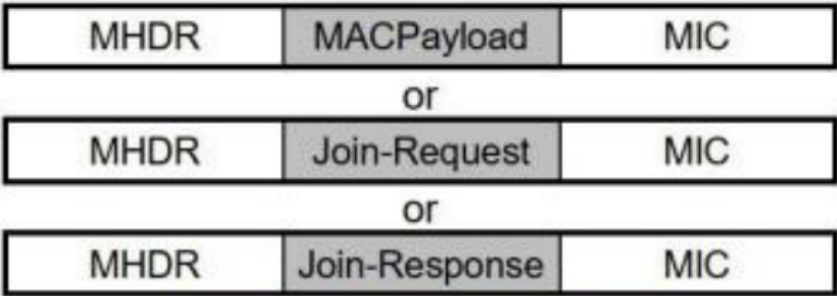 MHDR MACPayload MIC
or
MHDR Join-Request MIC
or
MHDR Join-Response MIC